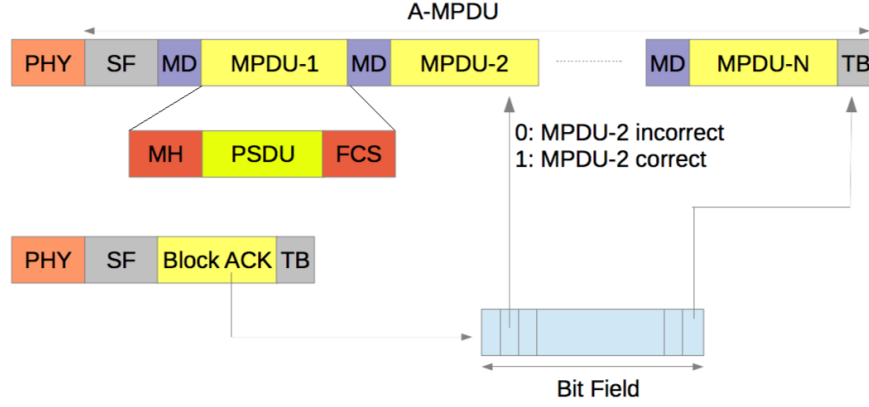 A-MPDU
PHY SF MD MPDU-1 MD MPDU-2 MD MPDU-N TB
0: MPDU-2 incorrect
1: MPDU-2 correct
MH PSDU FCS
PHY SF Block ACK TB
Bit Field